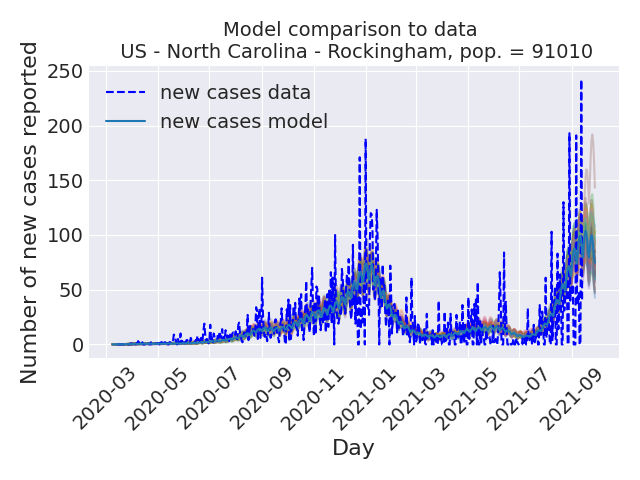 Model comparison to data
US - North Carolina - Rockingham, pop. = 91010
Number of new cases reported
250
200
150
100
50
0
new cases data
new cases model
2020-03
2020-05
2020-07
2020-09
2020-11
2021-01
2021-03
2021-05
2021-07
2021-09
Day